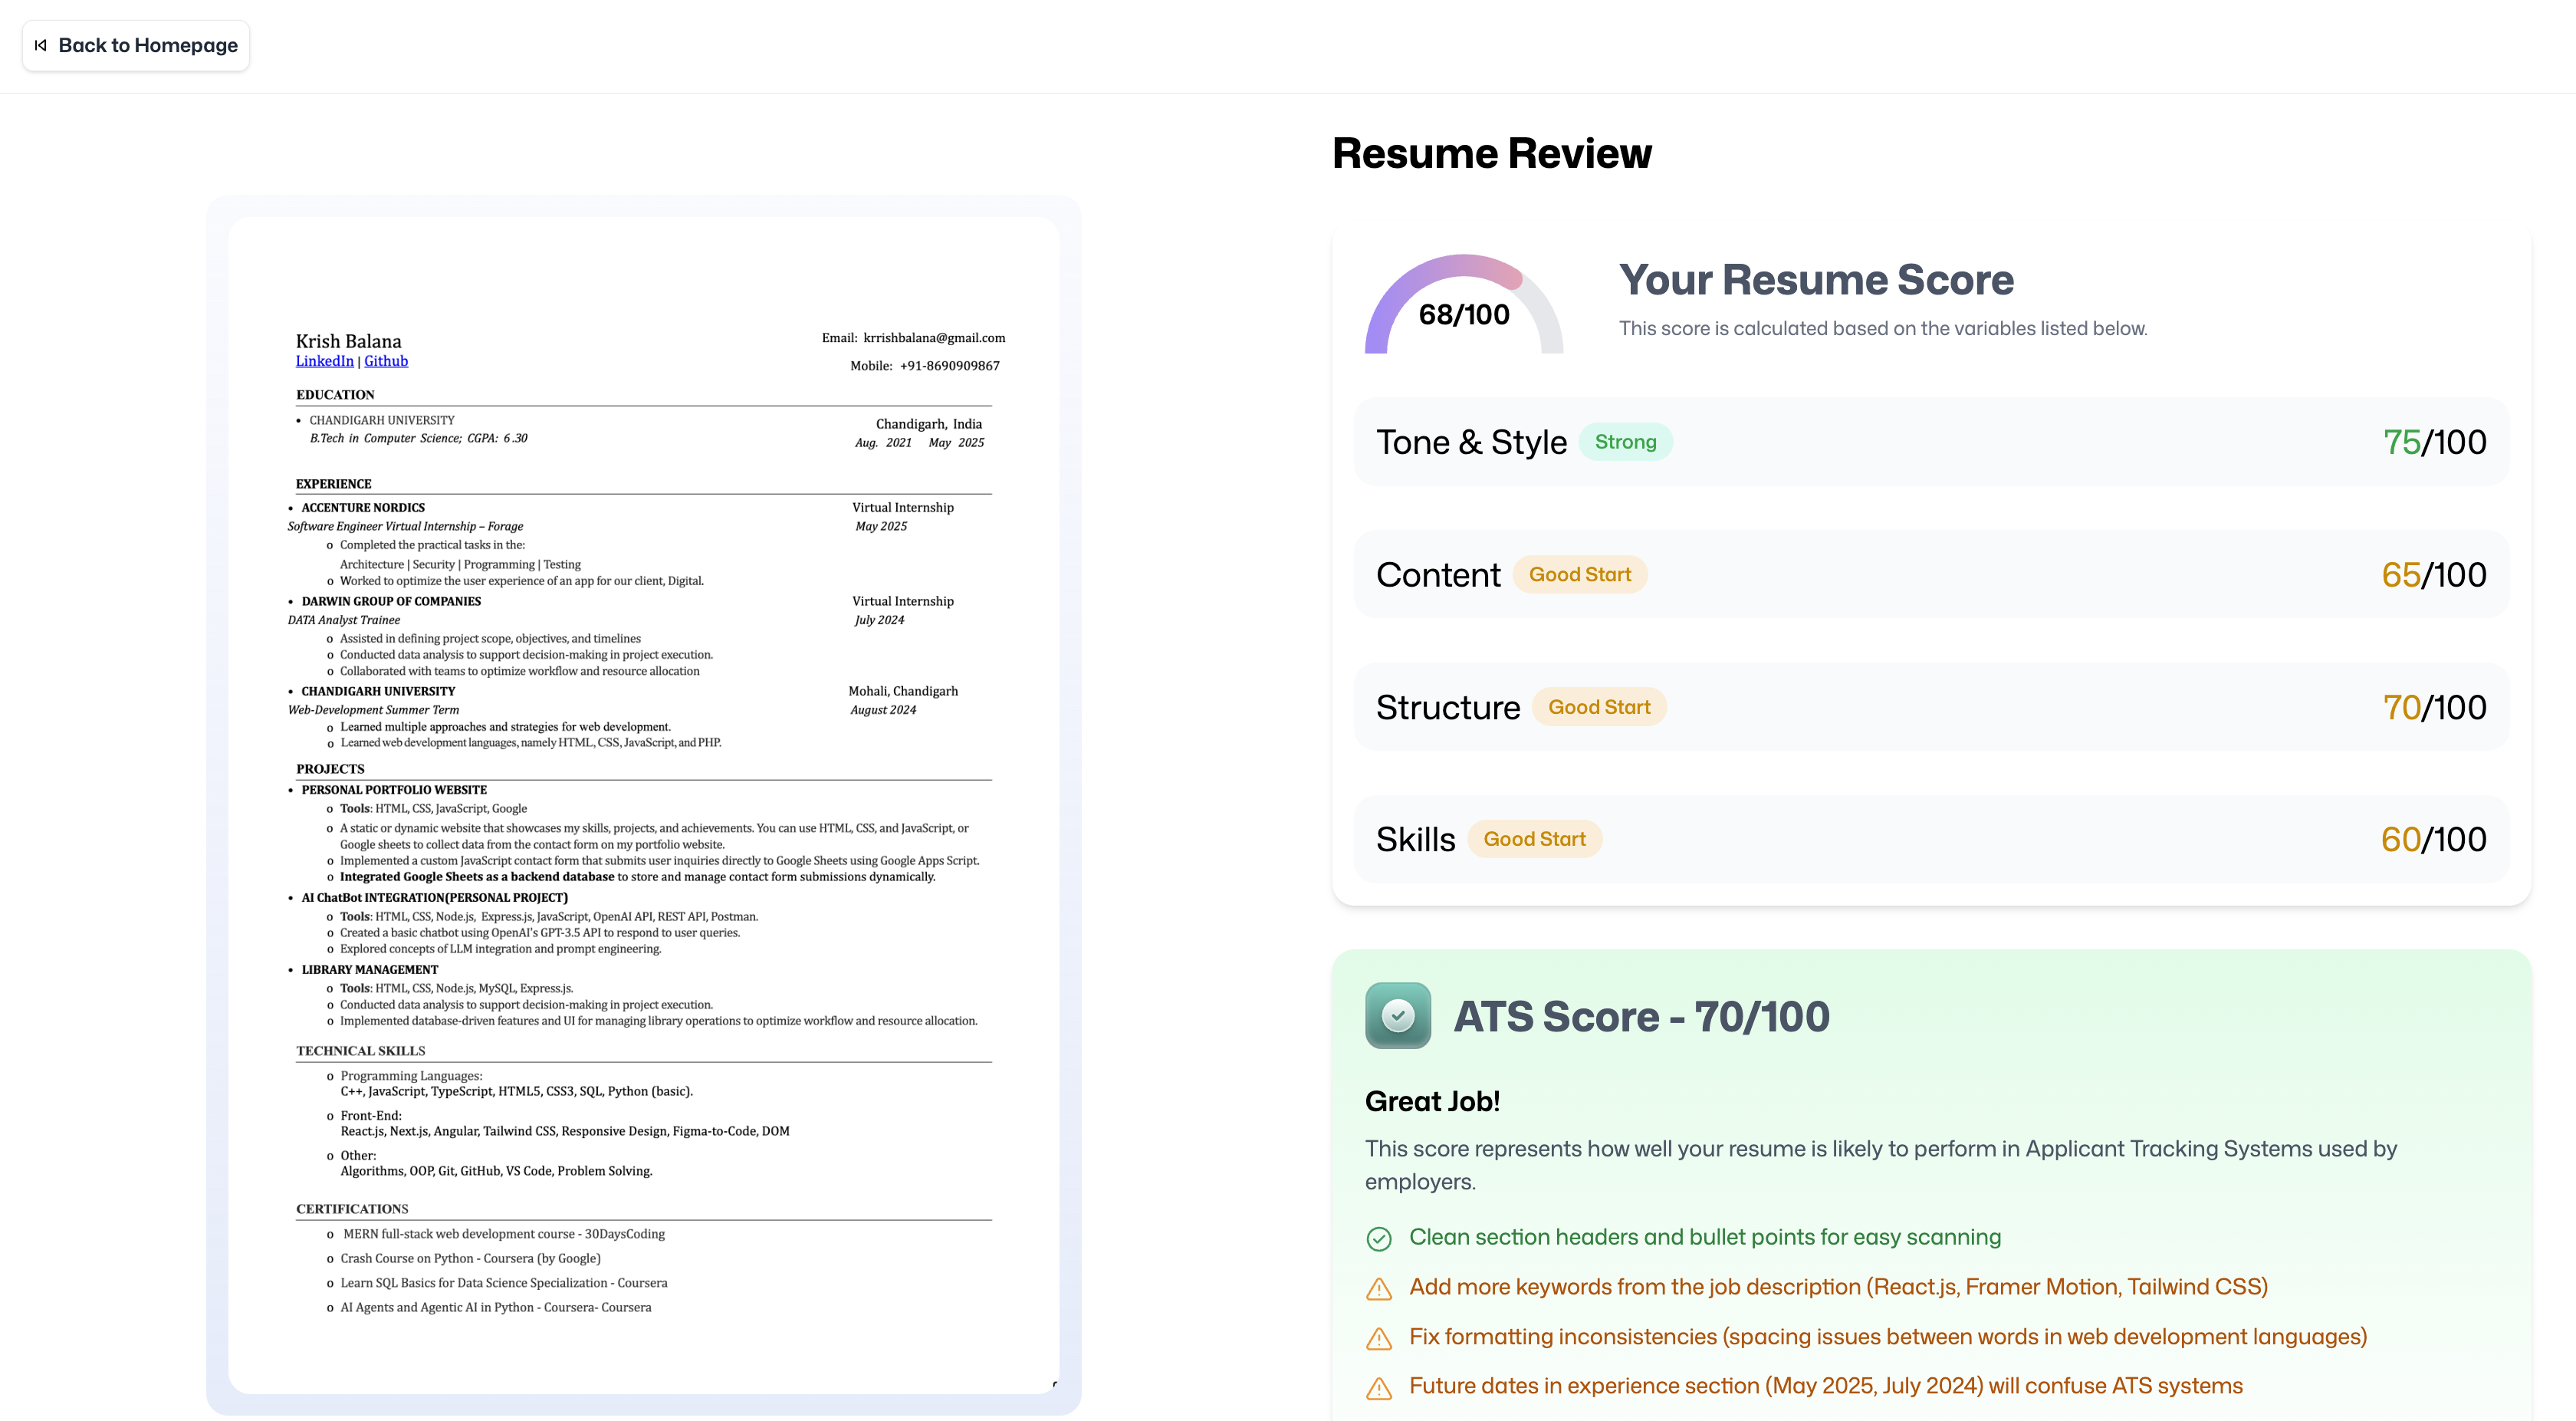 Back to Homepage
Krish Balana
LinkedIn | Github
Email: krrishbalana@gmail.com
Mobile: +91-8690909867
EDUCATION
• CHANDIGARH UNIVERSITY
Chandigarh, India
B.Tech in Computer Science; CGPA: 6.30
Aug. 2021 May 2025
EXPERIENCE
• ACCENTURE NORDICS
Virtual Internship
Software Engineer Virtual Internship – Forage
May 2025
o Completed the practical tasks in the:
Architecture | Security | Programming | Testing
o Worked to optimize the user experience of an app for our client, Digital.
• DARWIN GROUP OF COMPANIES
Virtual Internship
DATA Analyst Trainee
July 2024
o Assisted in defining project scope, objectives, and timelines
o Conducted data analysis to support decision-making in project execution.
o Collaborated with teams to optimize workflow and resource allocation
• CHANDIGARH UNIVERSITY
Mohali, Chandigarh
Web-Development Summer Term
August 2024
o Learned multiple approaches and strategies for web development.
o Learned web development languages, namely HTML, CSS, JavaScript, and PHP.
PROJECTS
• PERSONAL PORTFOLIO WEBSITE
o Tools: HTML, CSS, JavaScript, Google
o A static or dynamic website that showcases my skills, projects, and achievements. You can use HTML, CSS, and JavaScript, or
Google sheets to collect data from the contact form on my portfolio website.
o Implemented a custom JavaScript contact form that submits user inquiries directly to Google Sheets using Google Apps Script.
o Integrated Google Sheets as a backend database to store and manage contact form submissions dynamically.
• AI ChatBot INTEGRATION(PERSONAL PROJECT)
o Tools: HTML, CSS, Node.js, Express.js, JavaScript, OpenAI API, REST API, Postman.
o Created a basic chatbot using OpenAI's GPT-3.5 API to respond to user queries.
o Explored concepts of LLM integration and prompt engineering.
• LIBRARY MANAGEMENT
o Tools: HTML, CSS, Node.js, MySQL, Express.js.
o Conducted data analysis to support decision-making in project execution.
o Implemented database-driven features and UI for managing library operations to optimize workflow and resource allocation.
TECHNICAL SKILLS
o Programming Languages:
C++, JavaScript, TypeScript, HTML5, CSS3, SQL, Python (basic).
o Front-End:
React.js, Next.js, Angular, Tailwind CSS, Responsive Design, Figma-to-Code, DOM
o Other:
Algorithms, OOP, Git, GitHub, VS Code, Problem Solving.
CERTIFICATIONS
o MERN full-stack web development course - 30DaysCoding
o Crash Course on Python - Coursera (by Google)
o Learn SQL Basics for Data Science Specialization - Coursera
o AI Agents and Agentic AI in Python - Coursera- Coursera
Resume Review
68/100
Your Resume Score
This score is calculated based on the variables listed below.
Tone & Style Strong 75/100
Content Good Start 65/100
Structure Good Start 70/100
Skills Good Start 60/100
ATS Score - 70/100
Great Job!
This score represents how well your resume is likely to perform in Applicant Tracking Systems used by
employers.
Clean section headers and bullet points for easy scanning
Add more keywords from the job description (React.js, Framer Motion, Tailwind CSS)
Fix formatting inconsistencies (spacing issues between words in web development languages)
Future dates in experience section (May 2025, July 2024) will confuse ATS systems